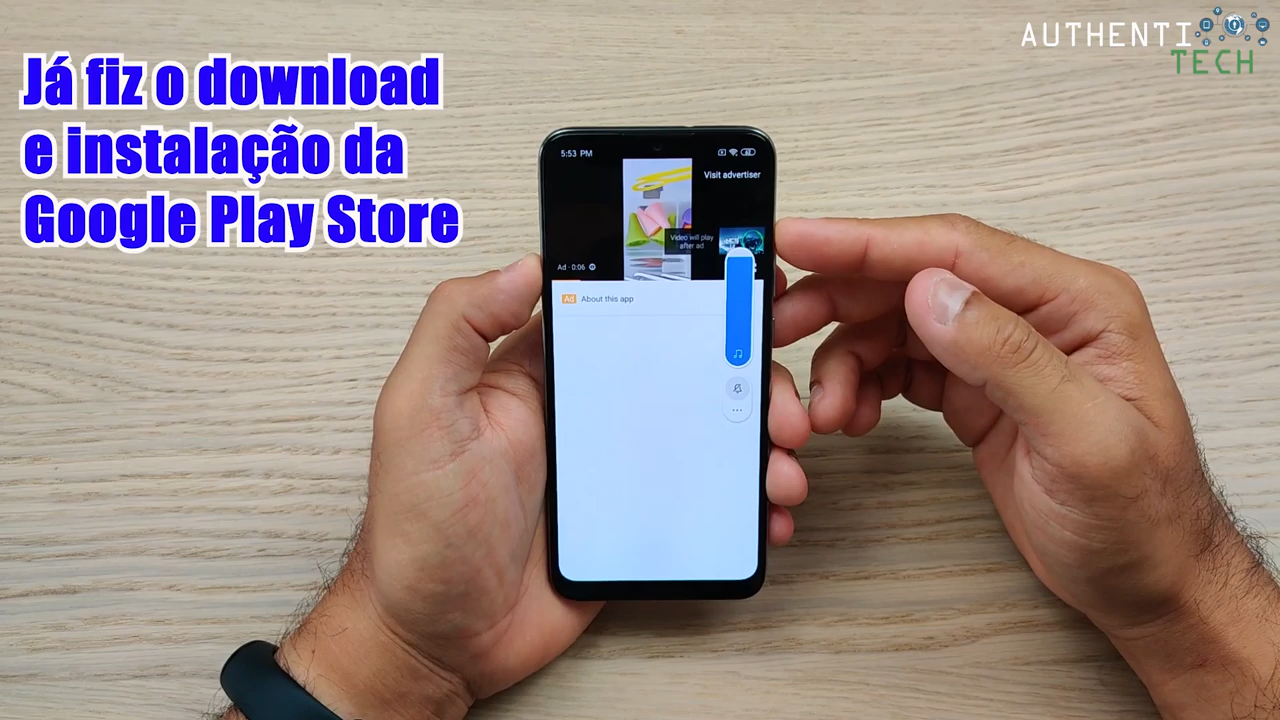 Já fiz o download
e instalação da
Google Play Store
AUTHENTI
TECH
5:53 PM
Visit advertiser
Video will play
after ad
Ad · 0:06
Ad About this app